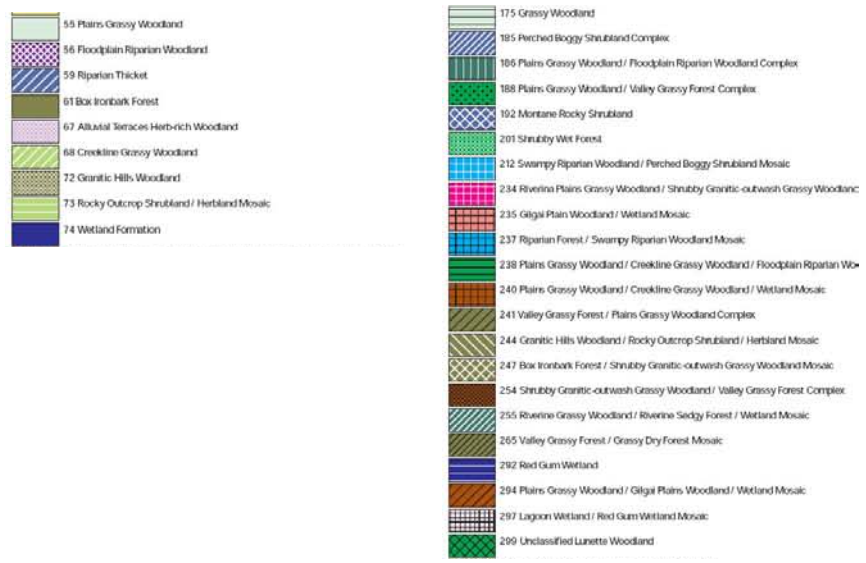 55 Plains Grassy Woodland
56 Floodplain Riparian Woodland
59 Riparian Thicket
61 Box Ironbark Forest
67 Alluvial Terraces Herb-rich Woodland
68 Creekline Grassy Woodland
72 Granitic Hills Woodland
73 Rocky Outcrop Shrubland / Herbland Mosaic
74 Wetland Formation
175 Grassy Woodland
185 Perched Boggy Shrubland Complex
186 Plains Grassy Woodland / Floodplain Riparian Woodland Complex
188 Plains Grassy Woodland / Valley Grassy Forest Complex
192 Montane Rocky Shrubland
201 Shrubby Wet Forest
212 Swampy Riparian Woodland / Perched Boggy Shrubland Mosaic
234 Riverina Plains Grassy Woodland / Shrubby Granitic-outwash Grassy Woodland
235 Gilgai Plain Woodland / Wetland Mosaic
237 Riparian Forest / Swampy Riparian Woodland Mosaic
238 Plains Grassy Woodland / Creekline Grassy Woodland / Floodplain Riparian Wo
240 Plains Grassy Woodland / Creekline Grassy Woodland / Wetland Mosaic
241 Valley Grassy Forest / Plains Grassy Woodland Complex
244 Granitic Hills Woodland / Rocky Outcrop Shrubland / Herbland Mosaic
247 Box Ironbark Forest / Shrubby Granitic-outwash Grassy Woodland Mosaic
254 Shrubby Granitic-outwash Grassy Woodland / Valley Grassy Forest Complex
255 Riverine Grassy Woodland / Riverine Sedgy Forest / Wetland Mosaic
265 Valley Grassy Forest / Grassy Dry Forest Mosaic
292 Red Gum Wetland
294 Plains Grassy Woodland / Gilgai Plains Woodland / Wetland Mosaic
297 Lagoon Wetland / Red Gum Wetland Mosaic
299 Unclassified Lunette Woodland